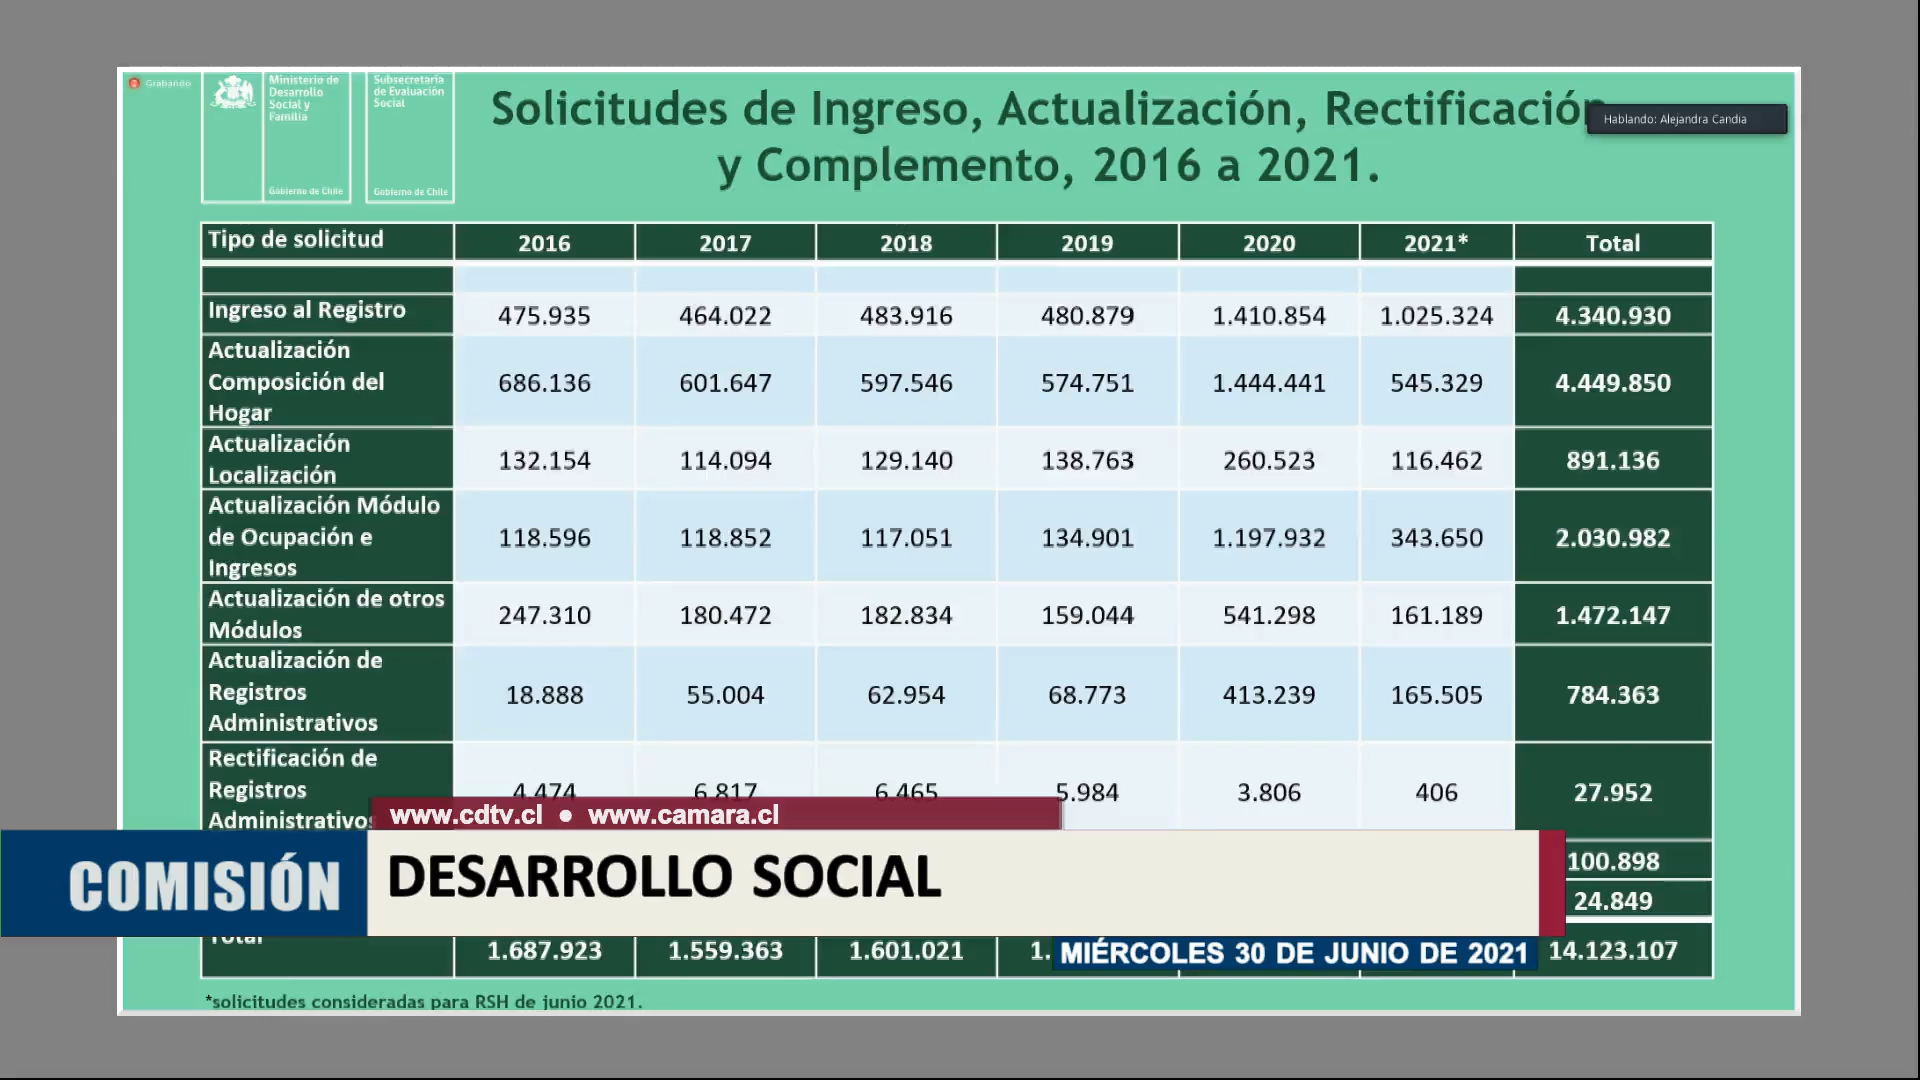 Grabando
Ministerio de
Desarrollo
Social y
Familia
Gobierno de Chile
Subsecretaría
de Evaluación
Social
Gobierno de Chile
Solicitudes de Ingreso, Actualización, Rectificación
y Complemento, 2016 a 2021.
Hablando: Alejandra Candia
Tipo de solicitud 2016 2017 2018 2019 2020 2021* Total
Ingreso al Registro 475.935 464.022 483.916 480.879 1.410.854 1.025.324 4.340.930
Actualización
Composición del 686.136 601.647 597.546 574.751 1.444.441 545.329 4.449.850
Hogar
Actualización
Localización 132.154 114.094 129.140 138.763 260.523 116.462 891.136
Actualización Módulo
de Ocupación e 118.596 118.852 117.051 134.901 1.197.932 343.650 2.030.982
Ingresos
Actualización de otros
Módulos 247.310 180.472 182.834 159.044 541.298 161.189 1.472.147
Actualización de
Registros 18.888 55.004 62.954 68.773 413.239 165.505 784.363
Administrativos
Rectificación de
Registros 4.474 6.817 6.465 5.984 3.806 406 27.952
Administrativos
www.cdtv.cl • www.camara.cl
COMISIÓN
DESARROLLO SOCIAL
100.898
24.849
Total 1.687.923 1.559.363 1.601.021 1. 14.123.107
MIÉRCOLES 30 DE JUNIO DE 2021
*solicitudes consideradas para RSH de junio 2021.